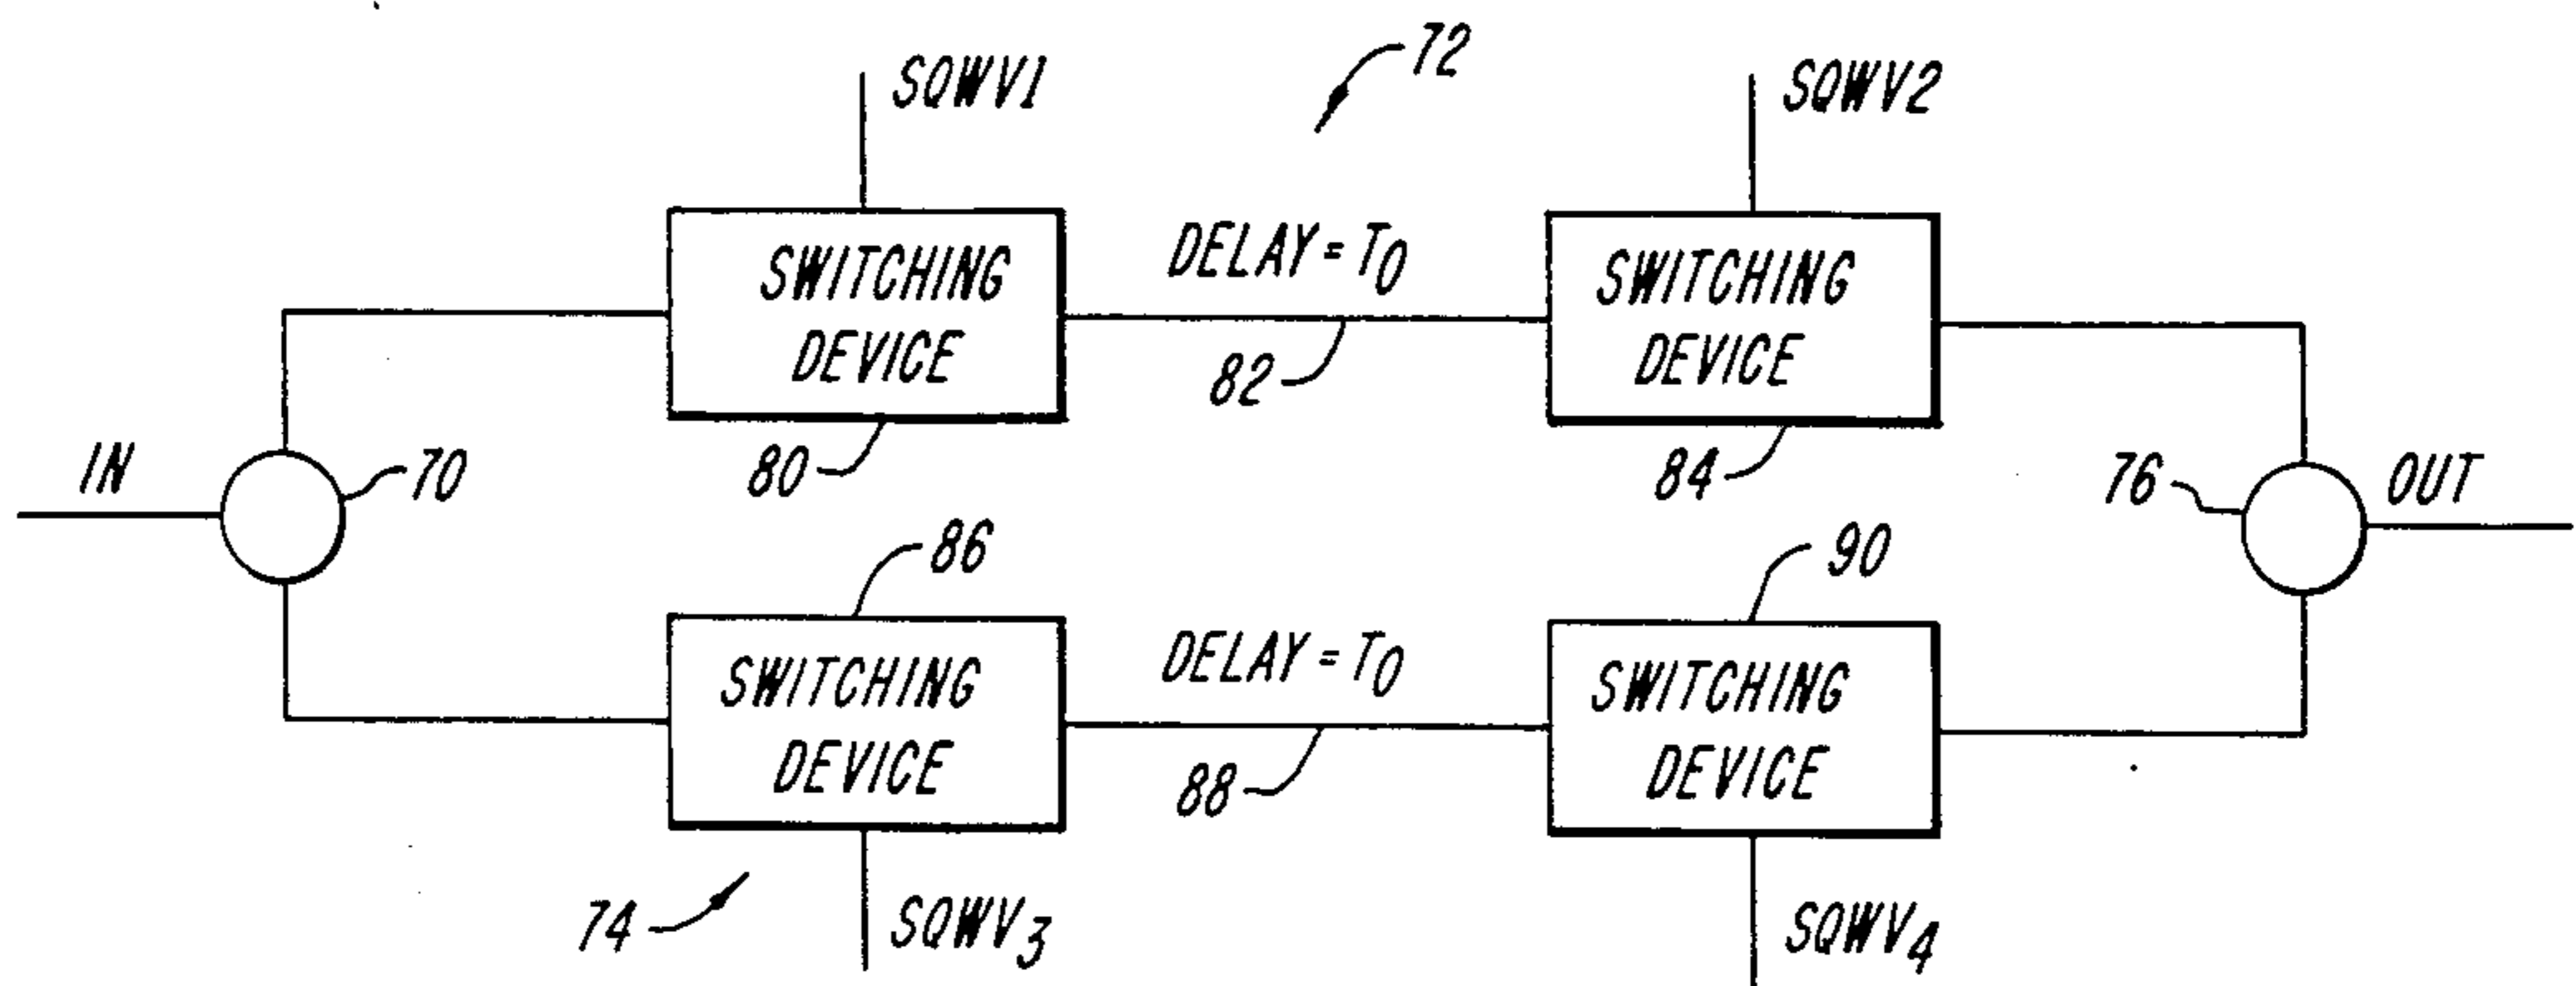 72
SQWV1
SQWV2
SWITCHING
DEVICE
DELAY = T0
SWITCHING
DEVICE
82
80
84
IN
70
76
OUT
86
90
SWITCHING
DEVICE
DELAY = T0
SWITCHING
DEVICE
88
74
SQWV3
SQWV4